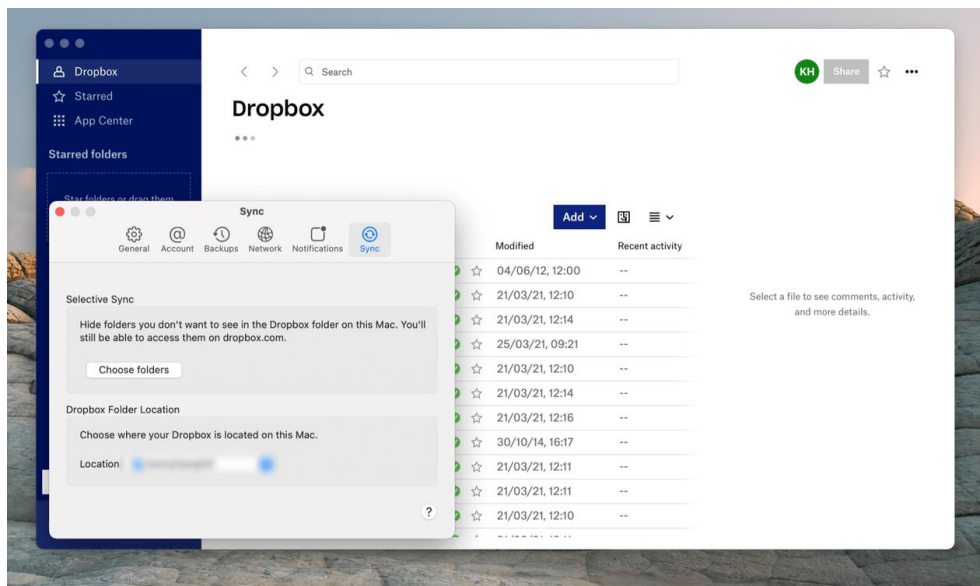 Dropbox
Starred
App Center
Starred folders
Star folders or drag them
Search
KH
Share
Dropbox
Add
Modified
Recent activity
04/06/12, 12:00 --
21/03/21, 12:10 --
21/03/21, 12:14 --
25/03/21, 09:21 --
21/03/21, 12:10 --
21/03/21, 12:14 --
21/03/21, 12:16 --
30/10/14, 16:17 --
21/03/21, 12:11 --
21/03/21, 12:11 --
21/03/21, 12:10 --
Select a file to see comments, activity,
and more details.
Sync
General
Account
Backups
Network
Notifications
Sync
Selective Sync
Hide folders you don't want to see in the Dropbox folder on this Mac. You'll
still be able to access them on dropbox.com.
Choose folders
Dropbox Folder Location
Choose where your Dropbox is located on this Mac.
Location
?